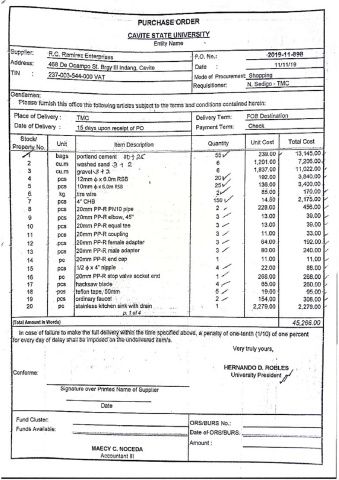 PURCHASE ORDER
CAVITE STATE UNIVERSITY
Entity Name
Supplier: R.C. Ramirez Enterprises P.O. No.: 2019-11-898
Address: 468 De Ocampo St. Brgy III Indang, Cavite Date : 11/11/19
TIN : 237-003-544-000 VAT Mode of Procurement: Shopping
Requisitioner: N. Sedigo - TMC
Gentlemen:
Please furnish this office the following articles subject to the terms and conditions contained herein:
Place of Delivery : TMC Delivery Term: FOB Destination
Date of Delivery : 15 days upon receipt of PO Payment Term: Check
Stock/ Property No. Unit Item Description Quantity Unit Cost Total Cost
1 bags portland cement 55 239.00 13,145.00
2 cu.m washed sand 3 + 2 6 1,201.00 7,206.00
3 cu.m gravel 6 1,837.00 11,022.00
4 pcs 12mm ø x 6.0m RSB 20 192.00 3,840.00
5 pcs 10mm ø x 6.0m RSB 25 136.00 3,400.00
6 kg tire wire 2 85.00 170.00
7 pcs 4" CHB 150 14.50 2,175.00
8 pcs 20mm PP-R PN10 pipe 2 228.00 456.00
9 pcs 20mm PP-R elbow, 45° 3 13.00 39.00
10 pcs 20mm PP-R equal tee 3 13.00 39.00
11 pcs 20mm PP-R coupling 3 11.00 33.00
12 pcs 20mm PP-R female adapter 3 64.00 192.00
13 pcs 20mm PP-R male adapter 3 80.00 240.00
14 pc 20mm PP-R end cap 1 11.00 11.00
15 pcs 1/2 ø x 4" nipple 4 22.00 88.00
16 pc 20mm PP-R stop valve socket end 1 268.00 268.00
17 pcs hacksaw blade 4 65.00 260.00
18 pcs teflon tape, 50mm 5 19.00 95.00
19 pcs ordinary faucet 2 154.00 308.00
20 pc stainless kitchen sink with drain 1 2,279.00 2,279.00
p. 1 of 4
(Total Amount in Words) 45,266.00
In case of failure to make the full delivery within the time specified above, a penalty of one-tenth (1/10) of one percent
for every day of delay shall be imposed on the undelivered item/s.
Very truly yours,
Conforme: HERNANDO D. ROBLES
University President
Signature over Printed Name of Supplier
Date
Fund Cluster: ORS/BURS No.:
Funds Available: Date of ORS/BURS:
Amount :
MAECY C. NOCEDA
Accountant III